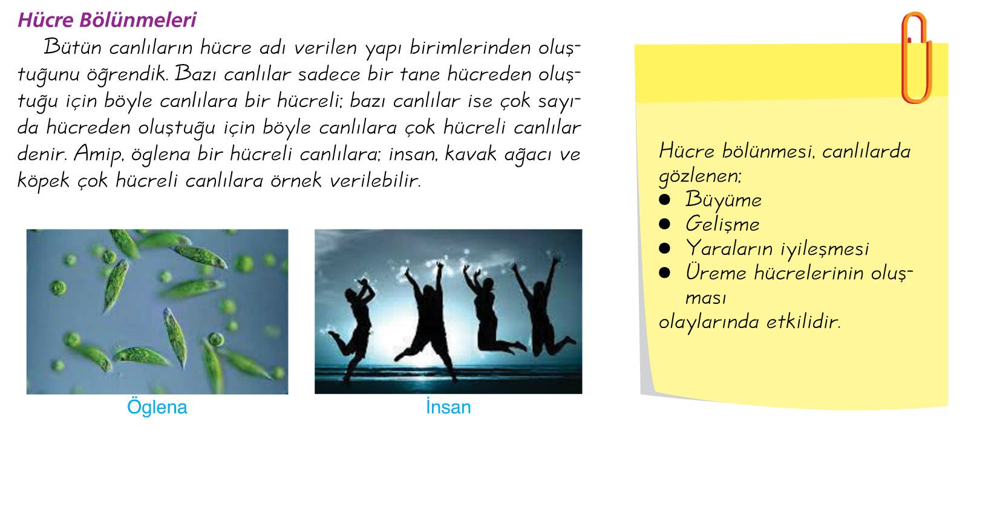 Hücre Bölünmeleri
Bütün canlıların hücre adı verilen yapı birimlerinden oluş-
tuğunu öğrendik. Bazı canlılar sadece bir tane hücreden oluş-
tuğu için böyle canlılara bir hücreli; bazı canlılar ise çok sayı-
da hücreden oluştuğu için böyle canlılara çok hücreli canlılar
denir. Amip, öglena bir hücreli canlılara; insan, kavak ağacı ve
köpek çok hücreli canlılara örnek verilebilir.
Öglena
İnsan
Hücre bölünmesi, canlılarda
gözlenen;
● Büyüme
● Gelişme
● Yaraların iyileşmesi
● Üreme hücrelerinin oluş-
ması
olaylarında etkilidir.